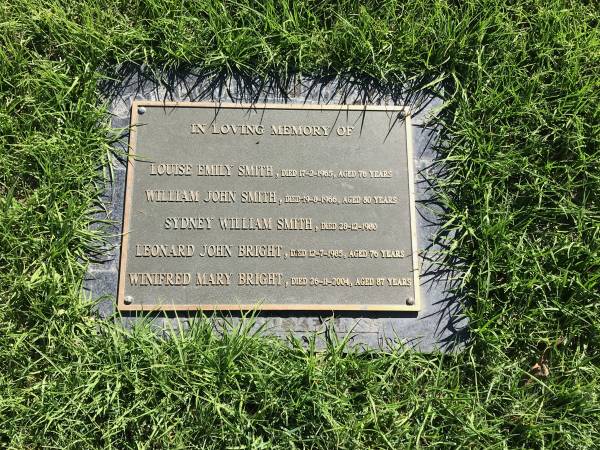 IN LOVING MEMORY OF
LOUISE EMILY SMITH, DIED 17-2-1965, AGED 78 YEARS
WILLIAM JOHN SMITH, DIED 19-8-1966, AGED 80 YEARS
SYDNEY WILLIAM SMITH, DIED 28-12-1980
LEONARD JOHN BRIGHT, DIED 12-7-1985, AGED 76 YEARS
WINIFRED MARY BRIGHT, DIED 26-11-2004, AGED 87 YEARS